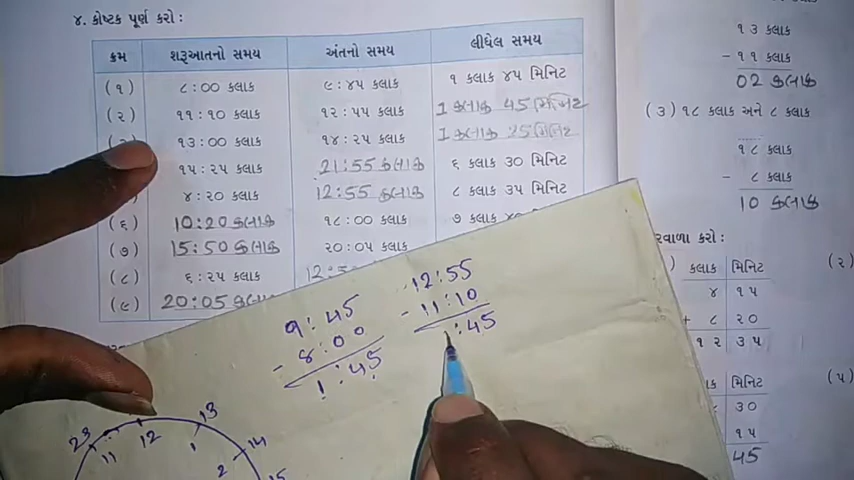 ૪. કોષ્ટક પૂર્ણ કરો :
ક્રમ શરૂઆતનો સમય અંતનો સમય લીધેલ સમય
(૧) ૮ : ૦૦ કલાક ૯ : ૪૫ કલાક ૧ કલાક ૪૫ મિનિટ
(૨) ૧૧ : ૧૦ કલાક ૧૨ : ૫૫ કલાક 1 કલાક 45 મિનિટ
૧૩ : ૦૦ કલાક ૧૪ : ૨૫ કલાક 1 કલાક 25 મિનિટ
૧૫ : ૨૫ કલાક 21:55 કલાક ૬ કલાક ૩૦ મિનિટ
૪ : ૨૦ કલાક 12:55 કલાક ૮ કલાક ૩૫ મિનિટ
(૬) 10:20 કલાક ૧૮ : ૦૦ કલાક ૭ કલાક
(૭) 15:50 કલાક ૨૦ : ૦૫ કલાક
(૮) ૬ : ૨૫ કલાક
(૯) 20:05
9:45
- 8:00
1:45
12:55
- 11:10
1:45
23 11 12 13 1 14 2 15
૧૩ કલાક
- ૧૧ કલાક
02 કલાક
(૩) ૧૮ કલાક અને ૮ કલાક
૧૮ કલાક
- ૮ કલાક
10 કલાક
રવાળા કરો :
કલાક મિનિટ (૨)
૪ ૧૫
+ ૮ ૨૦
૧ ૨ ૩૫
મિનિટ (૫)
૩૦
૧૫
45